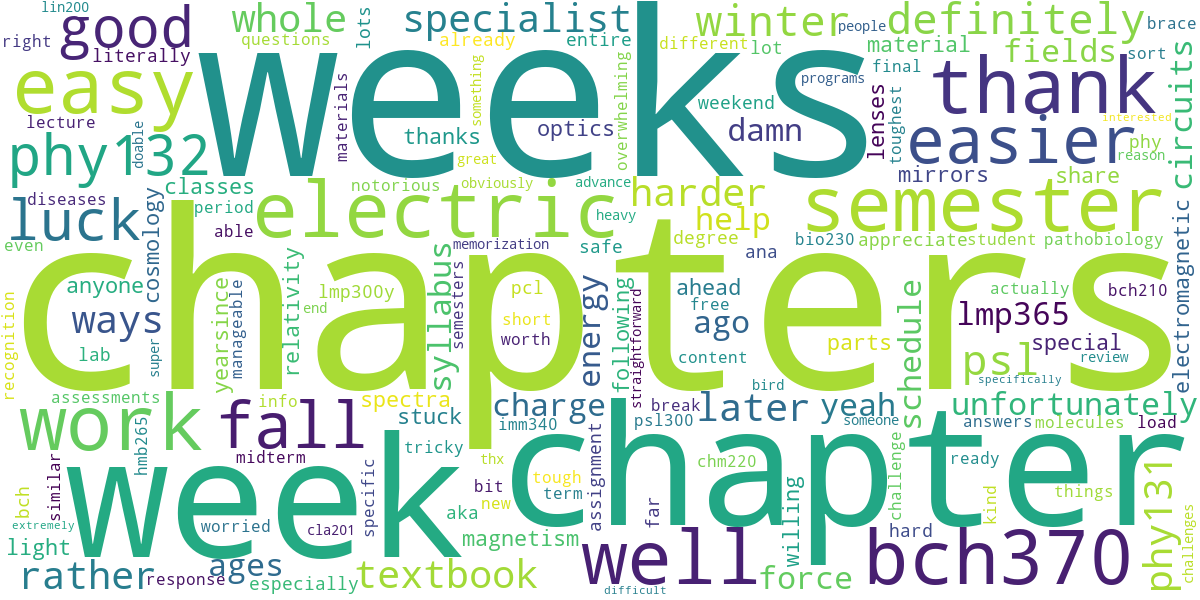 lin200
right
good
literally
whole
questions
lots
specialist
already
entire
winter
different
lot
people
definitely
material
final
fields
brace
sort
easy
weeks
materials
thanks
something
optics
great
overwhelming
weekend
programs
damn
lenses
toughest
thank
interested
phy
reason
circuits
lecture
doable
phy132
easier
mirrors
share
diseases
classes
period
notorious
obviously
advance
harder
help
semester
luck
cosmology
able
electric
heavy
safe
degree
ana
bio230
appreciate
student
pathobiology
even
memorization
chapters
anyone
yearsince
relativity
lmp300y
end
syllabus
semesters
pcl
short
worth
energy
following
straightforward
ahead
free
ago
content
actually
bch210
electromagnetic
lmp365
special
schedule
parts
psl
review
specifically
recognition
ways
lab
super
manageable
assessments
info
spectra
stuck
charge
imm340
break
psl300
bird
later
yeah
someone
unfortunately
answers
molecules
load
work
hmb265
fall
midterm
tricky
thx
tough
term
assignment
chm220
challenge
ready
things
phy131
week
chapter
bch
similar
extremely
worried
cla201
specific
bit
new
aka
far
willing
hard
kind
challenges
light
magnetism
well
bch370
rather
response
ages
especially
textbook
difficult
force